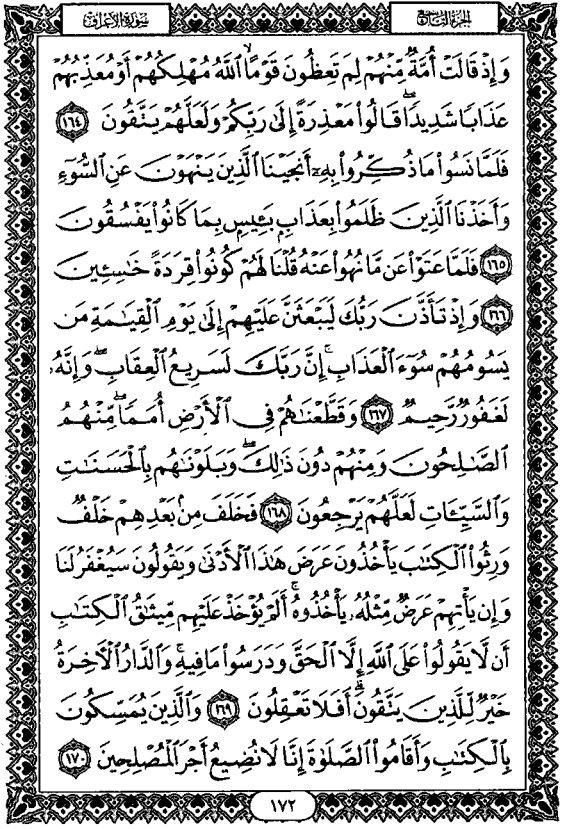 الجزء التاسع
سورة الأعراف
وَإِذْ قَالَتْ أُمَّةٌ مِّنْهُمْ لِمَ تَعِظُونَ قَوْمًا ٱللَّهُ مُهْلِكُهُمْ أَوْ مُعَذِّبُهُمْ
عَذَابًا شَدِيدًا ۖ قَالُوا۟ مَعْذِرَةً إِلَىٰ رَبِّكُمْ وَلَعَلَّهُمْ يَتَّقُونَ ١٦٤
فَلَمَّا نَسُوا۟ مَا ذُكِّرُوا۟ بِهِۦٓ أَنجَيْنَا ٱلَّذِينَ يَنْهَوْنَ عَنِ ٱلسُّوٓءِ
وَأَخَذْنَا ٱلَّذِينَ ظَلَمُوا۟ بِعَذَابٍۭ بَـِٔيسٍۭ بِمَا كَانُوا۟ يَفْسُقُونَ
١٦٥ فَلَمَّا عَتَوْا۟ عَن مَّا نُهُوا۟ عَنْهُ قُلْنَا لَهُمْ كُونُوا۟ قِرَدَةً خَـٰسِـِٔينَ
١٦٦ وَإِذْ تَأَذَّنَ رَبُّكَ لَيَبْعَثَنَّ عَلَيْهِمْ إِلَىٰ يَوْمِ ٱلْقِيَـٰمَةِ مَن
يَسُومُهُمْ سُوٓءَ ٱلْعَذَابِ ۗ إِنَّ رَبَّكَ لَسَرِيعُ ٱلْعِقَابِ ۖ وَإِنَّهُۥ
لَغَفُورٌ رَّحِيمٌ ١٦٧ وَقَطَّعْنَـٰهُمْ فِى ٱلْأَرْضِ أُمَمًا ۖ مِّنْهُمُ
ٱلصَّـٰلِحُونَ وَمِنْهُمْ دُونَ ذَٰلِكَ ۖ وَبَلَوْنَـٰهُم بِٱلْحَسَنَـٰتِ
وَٱلسَّيِّـَٔاتِ لَعَلَّهُمْ يَرْجِعُونَ ١٦٨ فَخَلَفَ مِنۢ بَعْدِهِمْ خَلْفٌ
وَرِثُوا۟ ٱلْكِتَـٰبَ يَأْخُذُونَ عَرَضَ هَـٰذَا ٱلْأَدْنَىٰ وَيَقُولُونَ سَيُغْفَرُ لَنَا
وَإِن يَأْتِهِمْ عَرَضٌ مِّثْلُهُۥ يَأْخُذُوهُ ۚ أَلَمْ يُؤْخَذْ عَلَيْهِم مِّيثَـٰقُ ٱلْكِتَـٰبِ
أَن لَّا يَقُولُوا۟ عَلَى ٱللَّهِ إِلَّا ٱلْحَقَّ وَدَرَسُوا۟ مَا فِيهِ ۗ وَٱلدَّارُ ٱلْـَٔاخِرَةُ
خَيْرٌ لِّلَّذِينَ يَتَّقُونَ ۗ أَفَلَا تَعْقِلُونَ ١٦٩ وَٱلَّذِينَ يُمَسِّكُونَ
بِٱلْكِتَـٰبِ وَأَقَامُوا۟ ٱلصَّلَوٰةَ إِنَّا لَا نُضِيعُ أَجْرَ ٱلْمُصْلِحِينَ ١٧٠
١٧٢